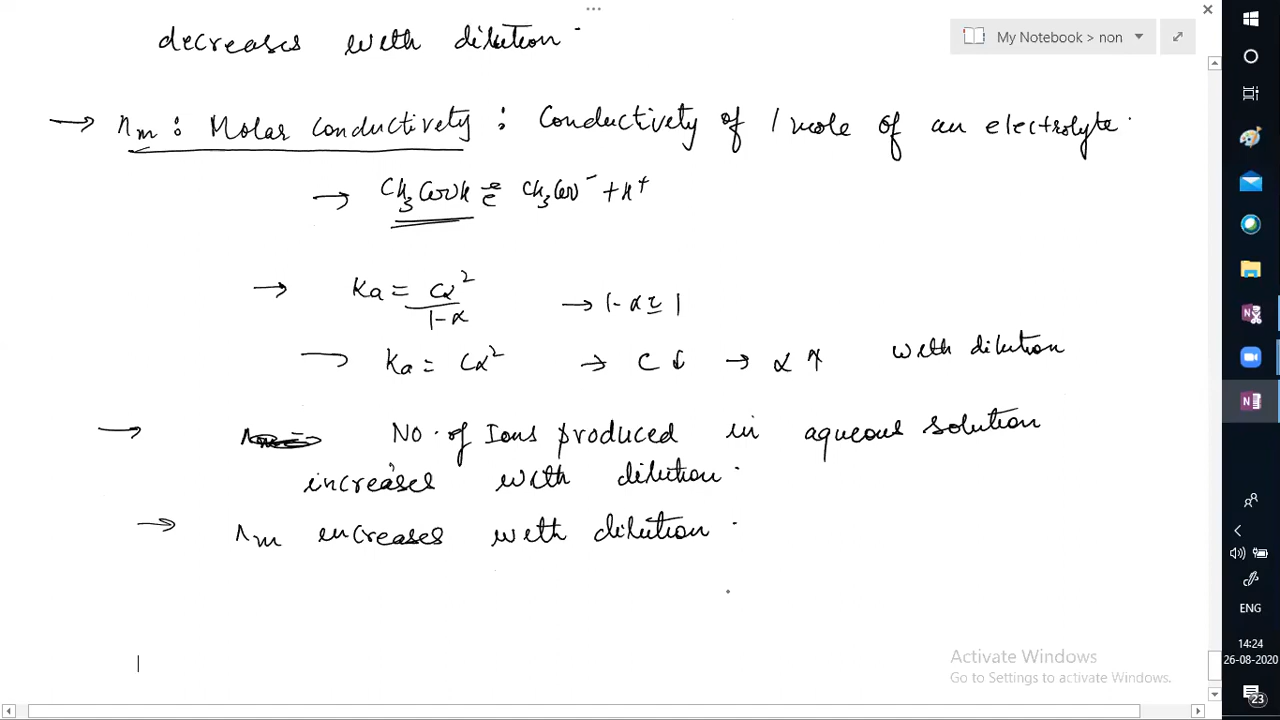 decreases with dilution.
My Notebook > non
→ Λm : Molar conductivity : Conductivity of 1 mole of an electrolyte.
→ CH3COOH ⇌ CH3COO⁻ + H⁺
→ Ka = Cα² / 1-α → 1-α ≈ 1
→ Ka = Cα² → C ↓ → α ↑ with dilution
→ No. of Ions produced in aqueous solution
increases with dilution.
→ Λm increases with dilution.
Activate Windows
Go to Settings to activate Windows.
ENG
14:24
26-08-2020
23